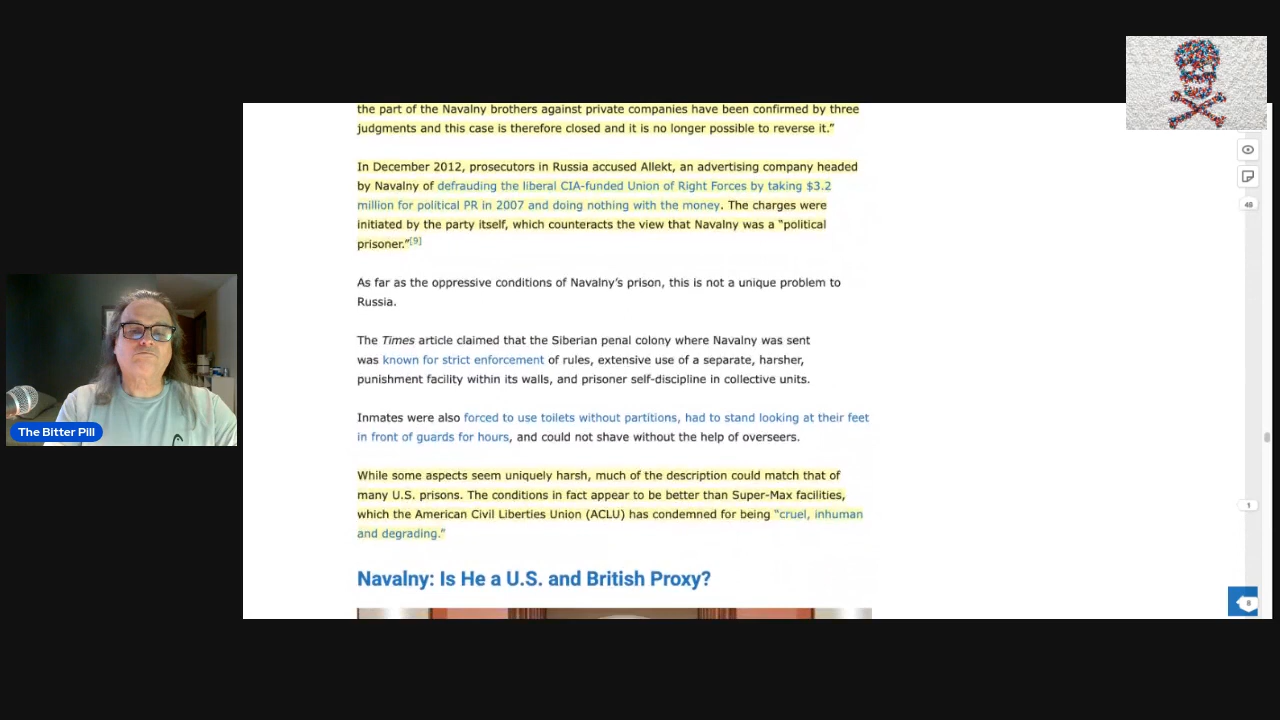 the part of the Navalny brothers against private companies have been confirmed by three
judgments and this case is therefore closed and it is no longer possible to reverse it.”
In December 2012, prosecutors in Russia accused Allekt, an advertising company headed
by Navalny of defrauding the liberal CIA-funded Union of Right Forces by taking $3.2
million for political PR in 2007 and doing nothing with the money. The charges were
initiated by the party itself, which counteracts the view that Navalny was a “political
prisoner.”[9]
As far as the oppressive conditions of Navalny’s prison, this is not a unique problem to
Russia.
The Times article claimed that the Siberian penal colony where Navalny was sent
was known for strict enforcement of rules, extensive use of a separate, harsher,
punishment facility within its walls, and prisoner self-discipline in collective units.
Inmates were also forced to use toilets without partitions, had to stand looking at their feet
in front of guards for hours, and could not shave without the help of overseers.
While some aspects seem uniquely harsh, much of the description could match that of
many U.S. prisons. The conditions in fact appear to be better than Super-Max facilities,
which the American Civil Liberties Union (ACLU) has condemned for being “cruel, inhuman
and degrading.”
Navalny: Is He a U.S. and British Proxy?
The Bitter Pill
1
8